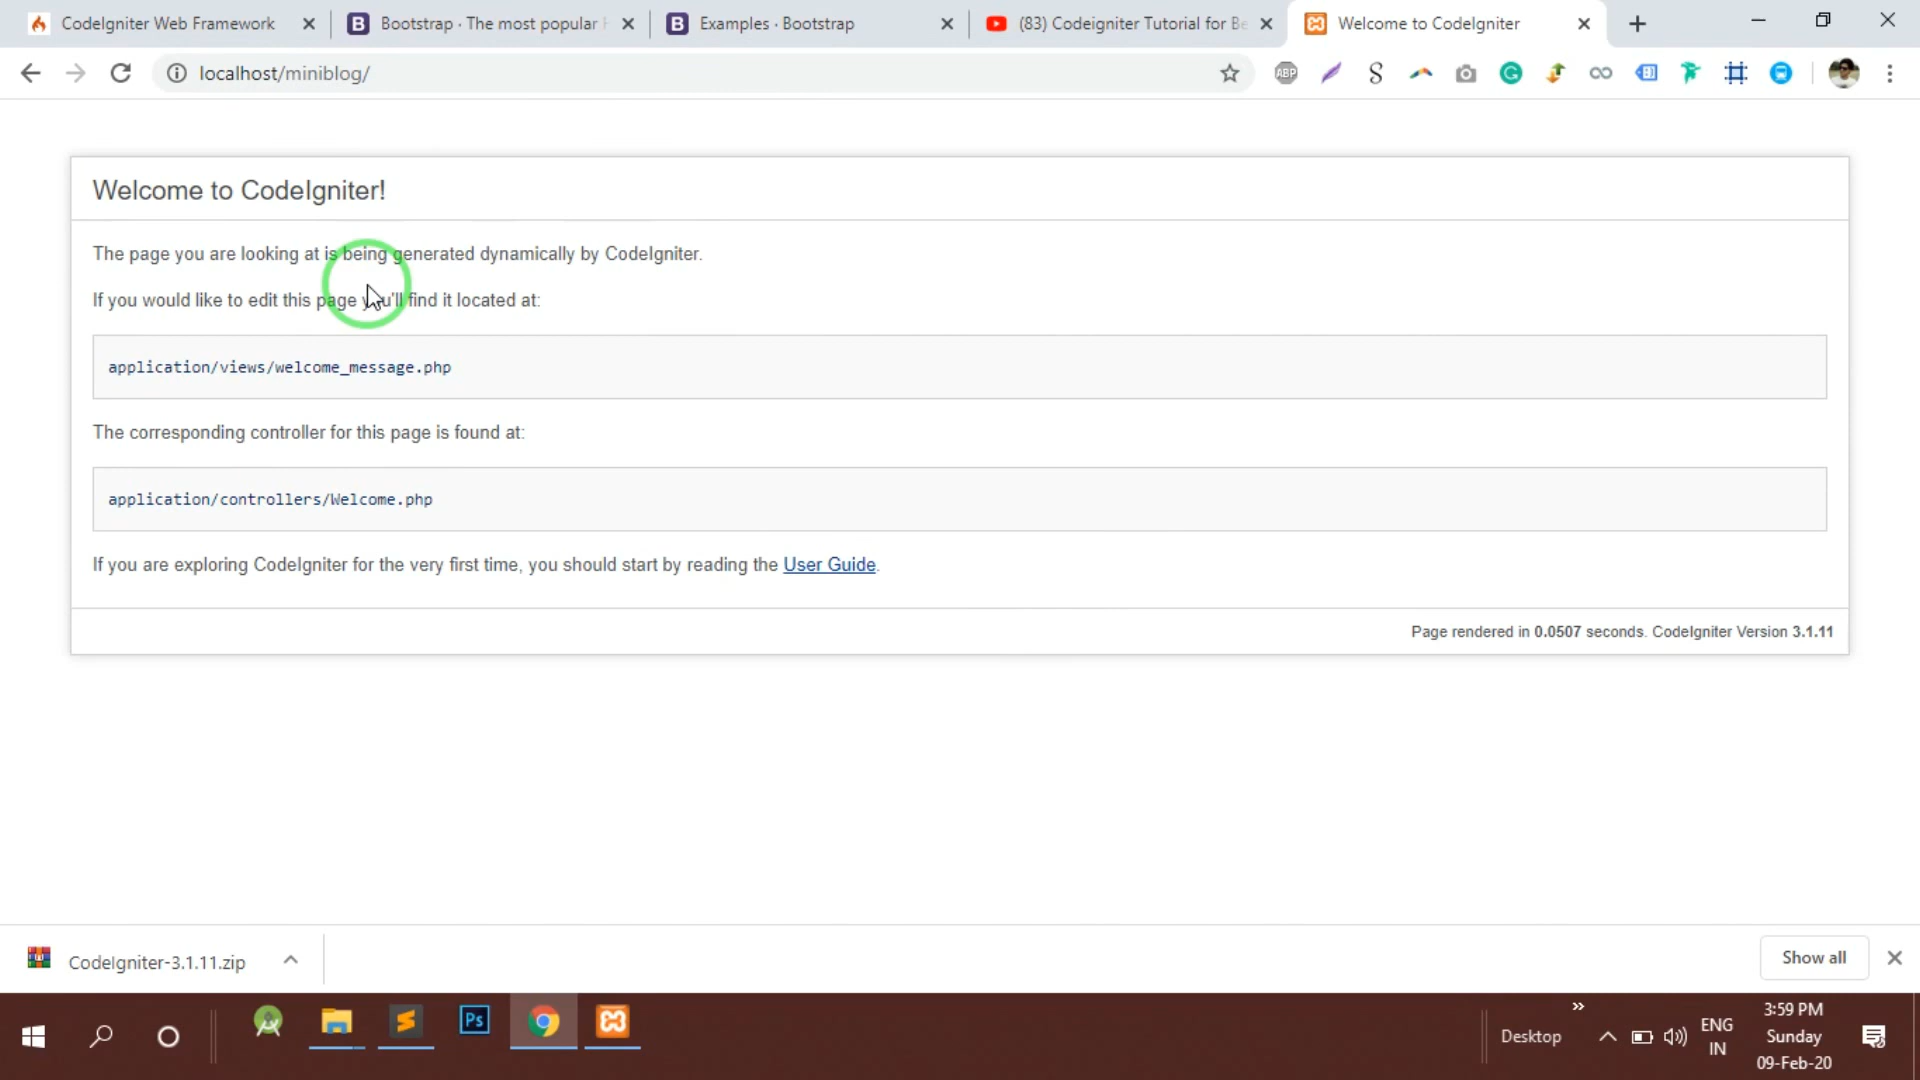 CodeIgniter Web Framework
Bootstrap · The most popular
Examples · Bootstrap
(83) Codeigniter Tutorial for Be
Welcome to CodeIgniter
localhost/miniblog/
ABP
Welcome to CodeIgniter!
The page you are looking at is being generated dynamically by CodeIgniter.
If you would like to edit this page you'll find it located at:
application/views/welcome_message.php
The corresponding controller for this page is found at:
application/controllers/Welcome.php
If you are exploring CodeIgniter for the very first time, you should start by reading the User Guide.
Page rendered in 0.0507 seconds. CodeIgniter Version 3.1.11
CodeIgniter-3.1.11.zip
Show all
Ps
Desktop
ENG
IN
3:59 PM
Sunday
09-Feb-20